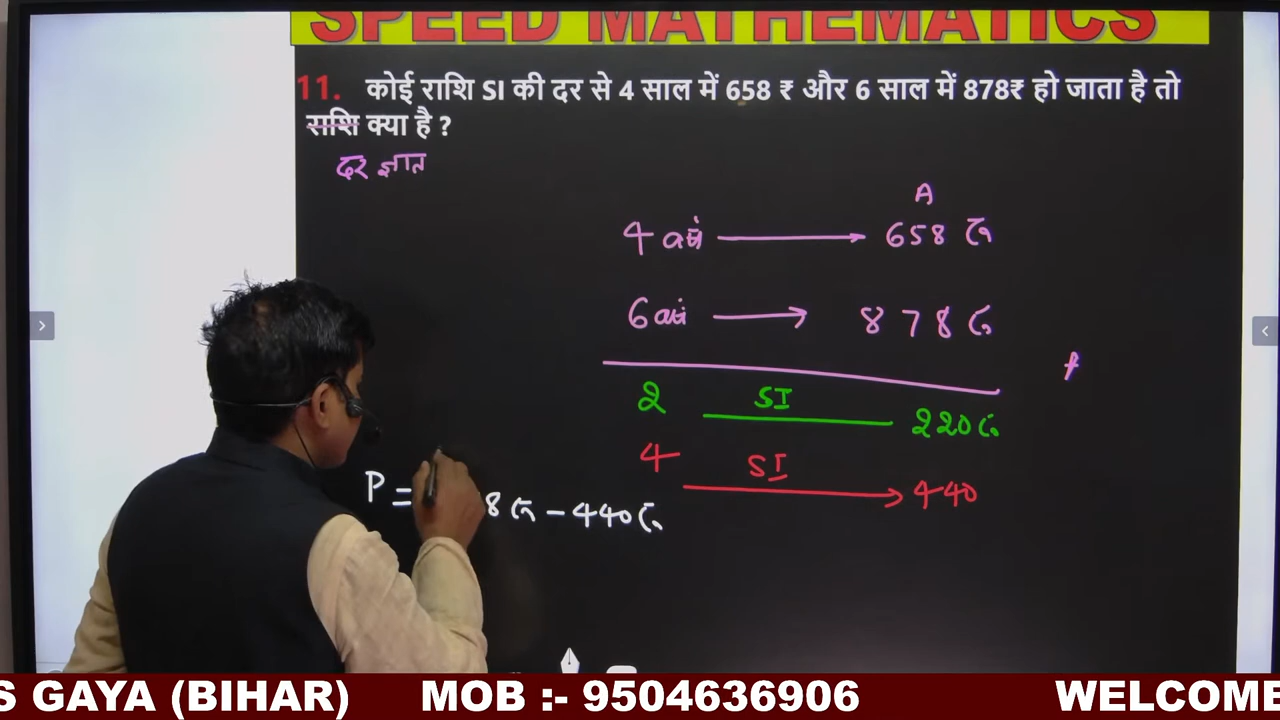 SPEED MATHEMATICS
11. कोई राशि SI की दर से 4 साल में 658 ₹ और 6 साल में 878₹ हो जाता है तो
राशि क्या है ?
दर ज्ञात
A
4 वर्ष → 658 रु
6 वर्ष → 878 रु
2 SI 220 रु
4 SI → 440
P = 8 रु – 440 रु
S GAYA (BIHAR) MOB :- 9504636906 WELCOME